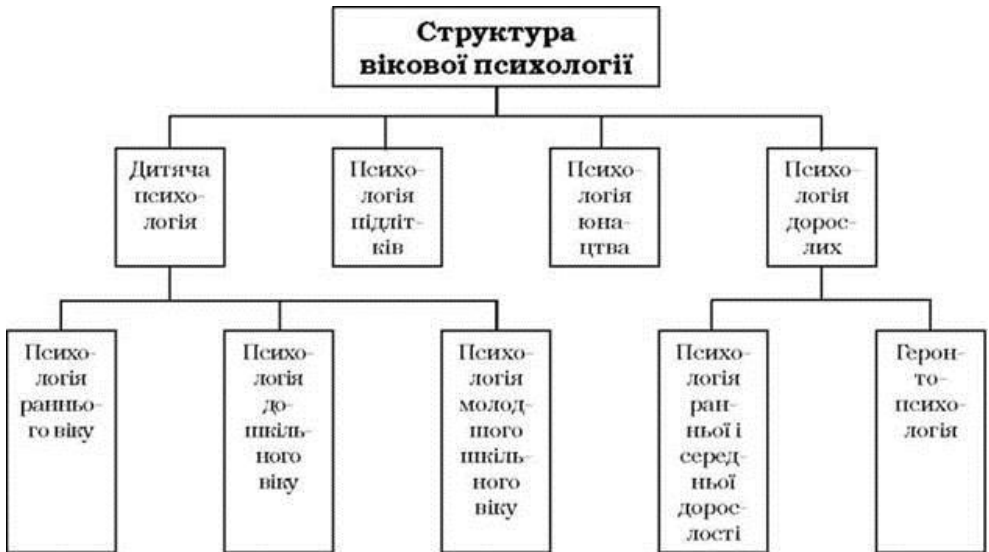 Структура
вікової психології
Дитяча
психо-
логія
Психо-
логія
підліт-
ків
Психо-
логія
юна-
цтва
Психо-
логія
дорос-
лих
Психо-
логія
ранньо-
го віку
Психо-
логія
до-
шкіль-
ного
віку
Психо-
логія
молод-
шого
шкіль-
ного
віку
Психо-
логія
ран-
ньої і
серед-
ньої
дорос-
лості
Герон-
то-
психо-
логія